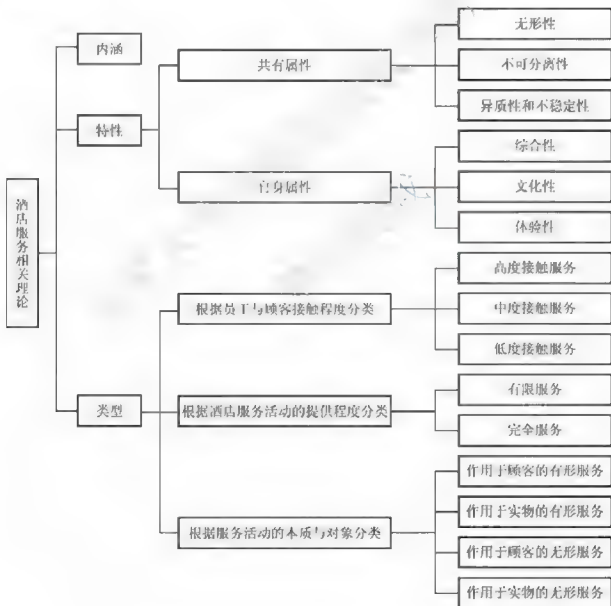 酒店服务相关理论
内涵
特性
共有属性
无形性
不可分离性
异质性和不稳定性
自身属性
综合性
文化性
体验性
类型
根据员工与顾客接触程度分类
高度接触服务
中度接触服务
低度接触服务
根据酒店服务活动的提供程度分类
有限服务
完全服务
根据服务活动的本质与对象分类
作用于顾客的有形服务
作用于实物的有形服务
作用于顾客的无形服务
作用于实物的无形服务